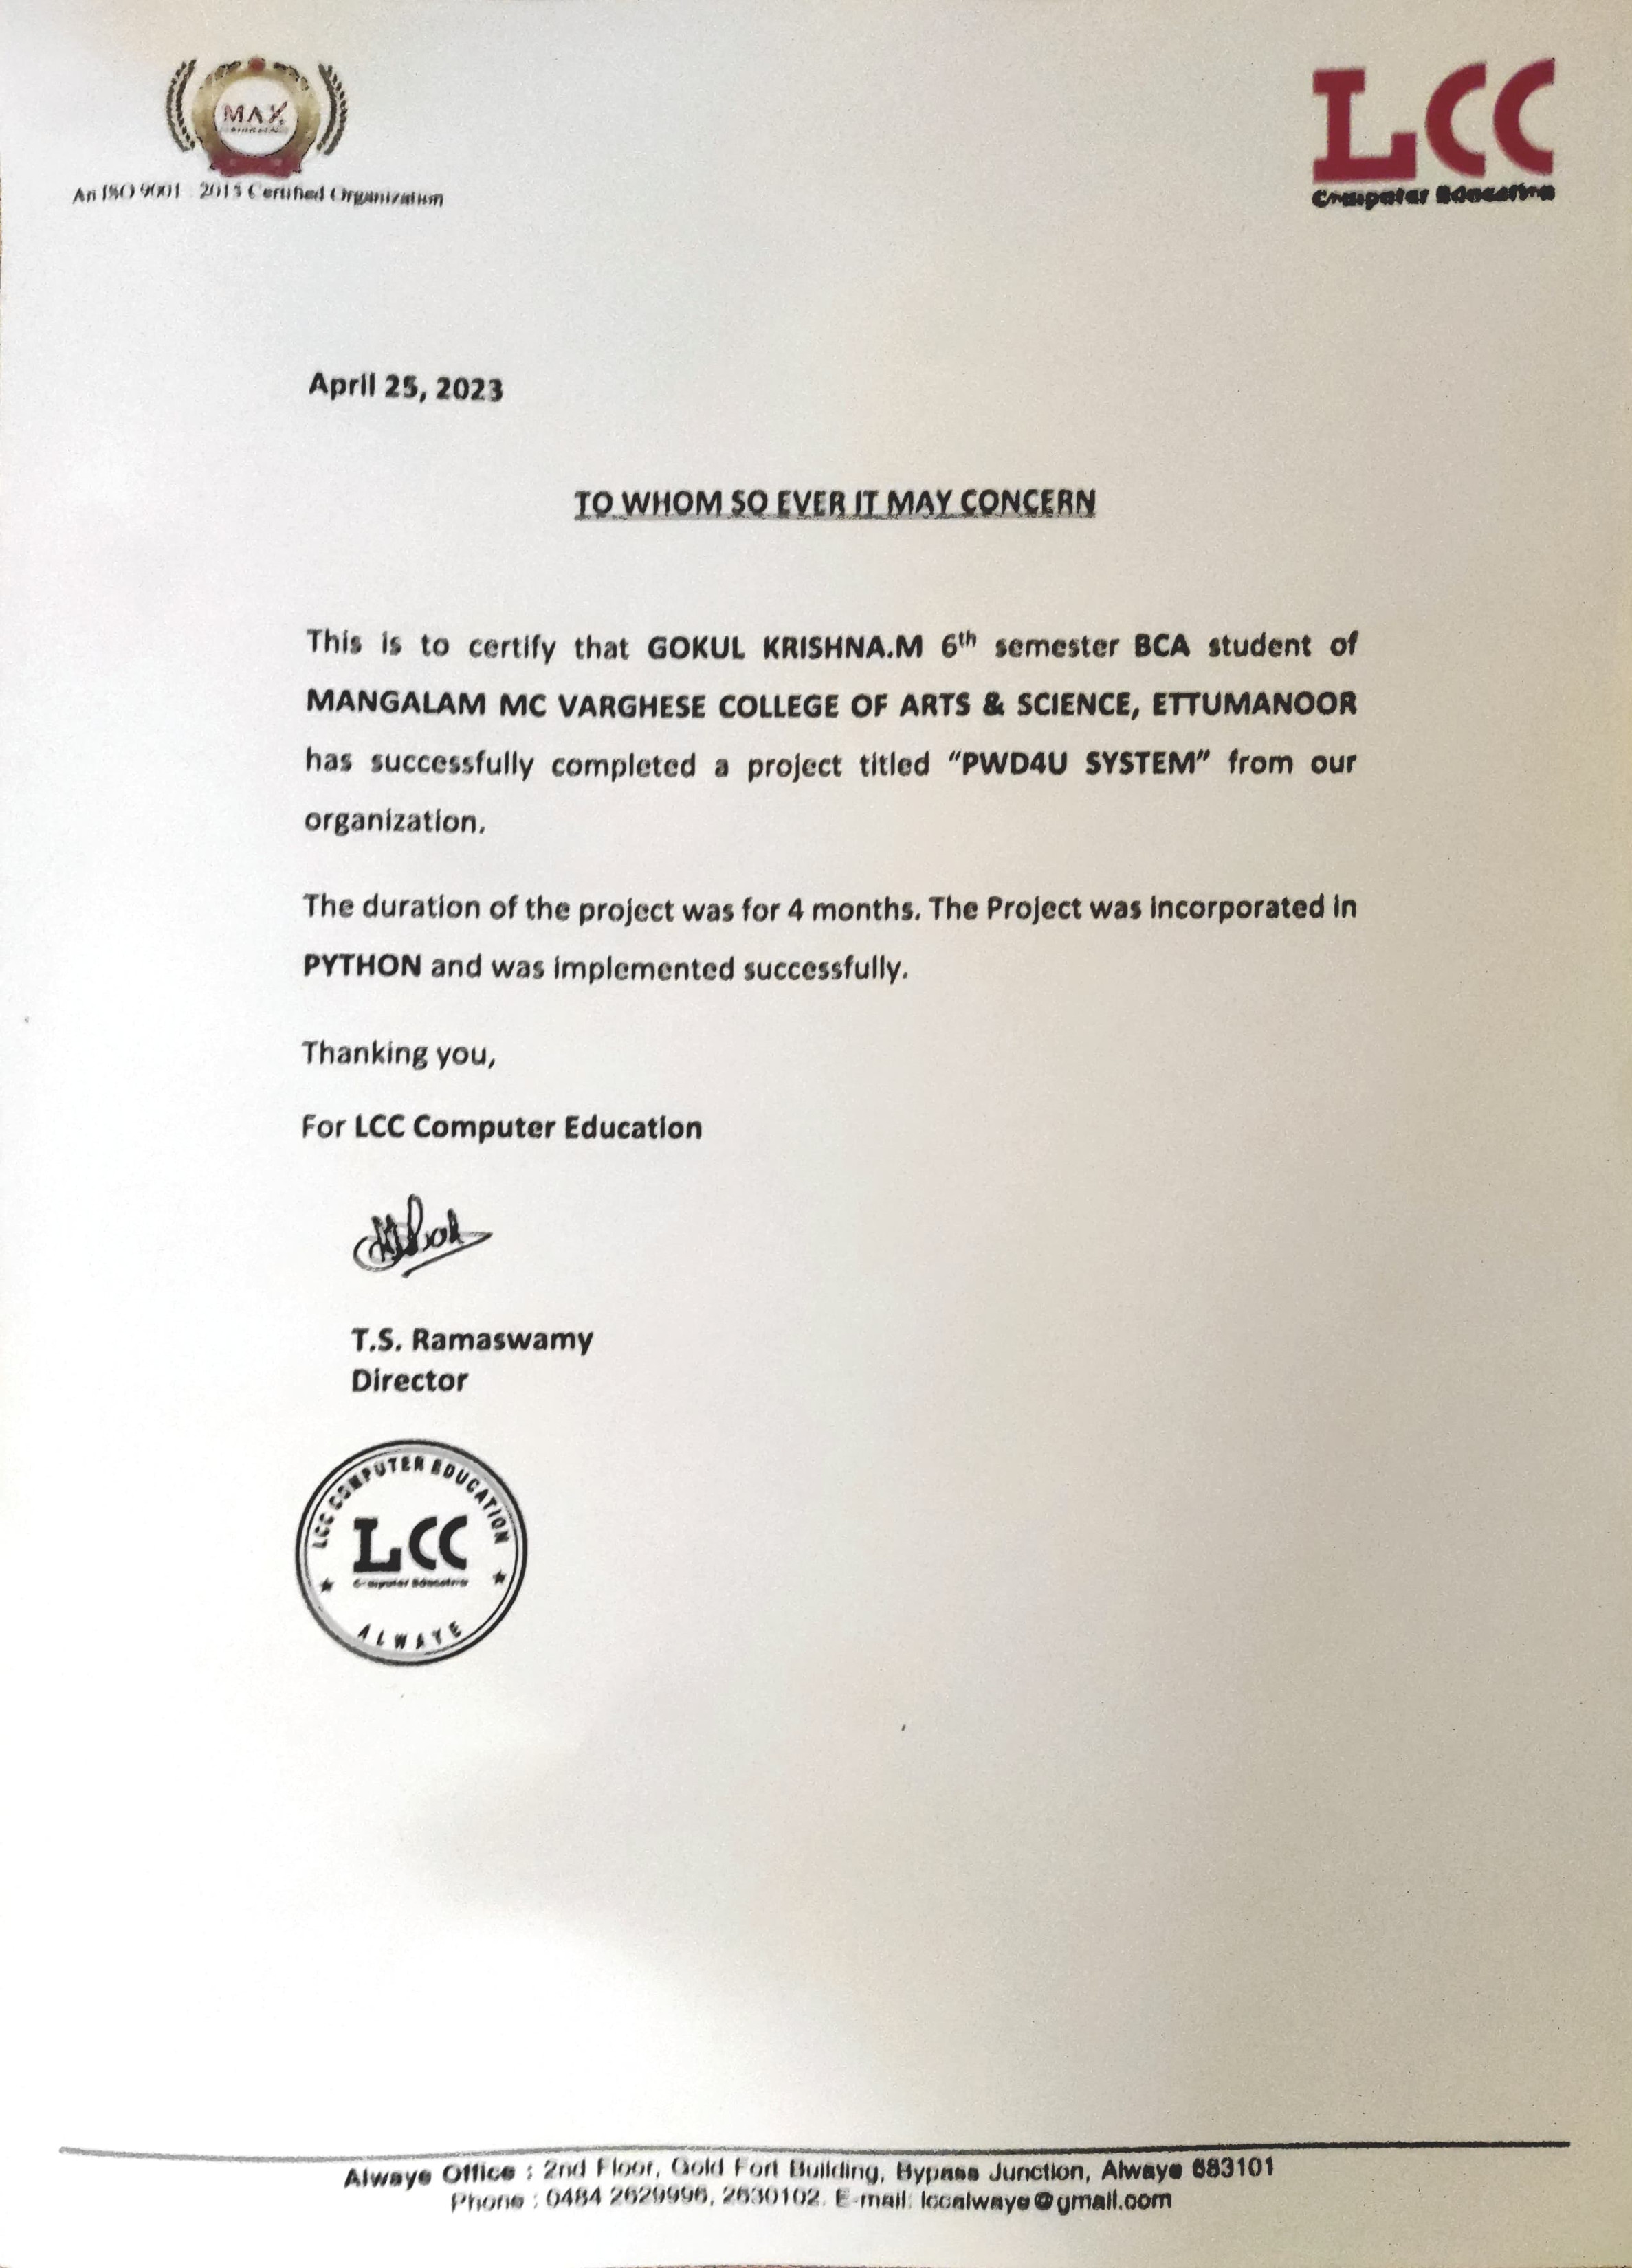 MAX
An ISO 9001 : 2015 Certified Organization
LCC
Computer Education
April 25, 2023
TO WHOM SO EVER IT MAY CONCERN
This is to certify that GOKUL KRISHNA.M 6th semester BCA student of
MANGALAM MC VARGHESE COLLEGE OF ARTS & SCIENCE, ETTUMANOOR
has successfully completed a project titled “PWD4U SYSTEM” from our
organization.
The duration of the project was for 4 months. The Project was incorporated in
PYTHON and was implemented successfully.
Thanking you,
For LCC Computer Education
T.S. Ramaswamy
Director
LCC COMPUTER EDUCATION
LCC
Computer Education
ALWAYE
Alwaye Office : 2nd Floor, Gold Fort Building, Bypass Junction, Alwaye 683101
Phone : 0484 2629996, 2630102. E-mail: lccalwaye@gmail.com